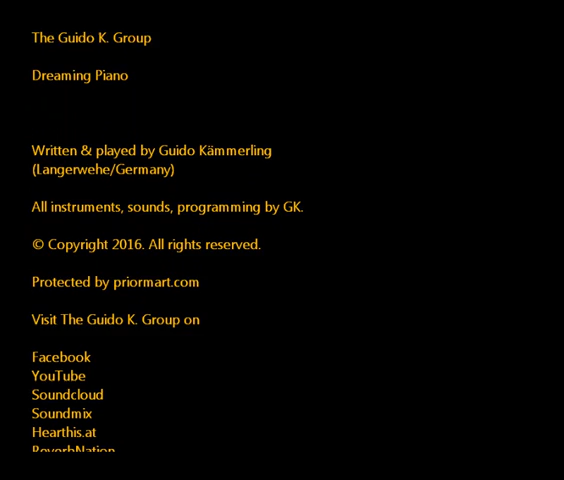 The Guido K. Group
Dreaming Piano
Written & played by Guido Kämmerling
(Langerwehe/Germany)
All instruments, sounds, programming by GK.
© Copyright 2016. All rights reserved.
Protected by priormart.com
Visit The Guido K. Group on
Facebook
YouTube
Soundcloud
Soundmix
Hearthis.at
ReverbNation